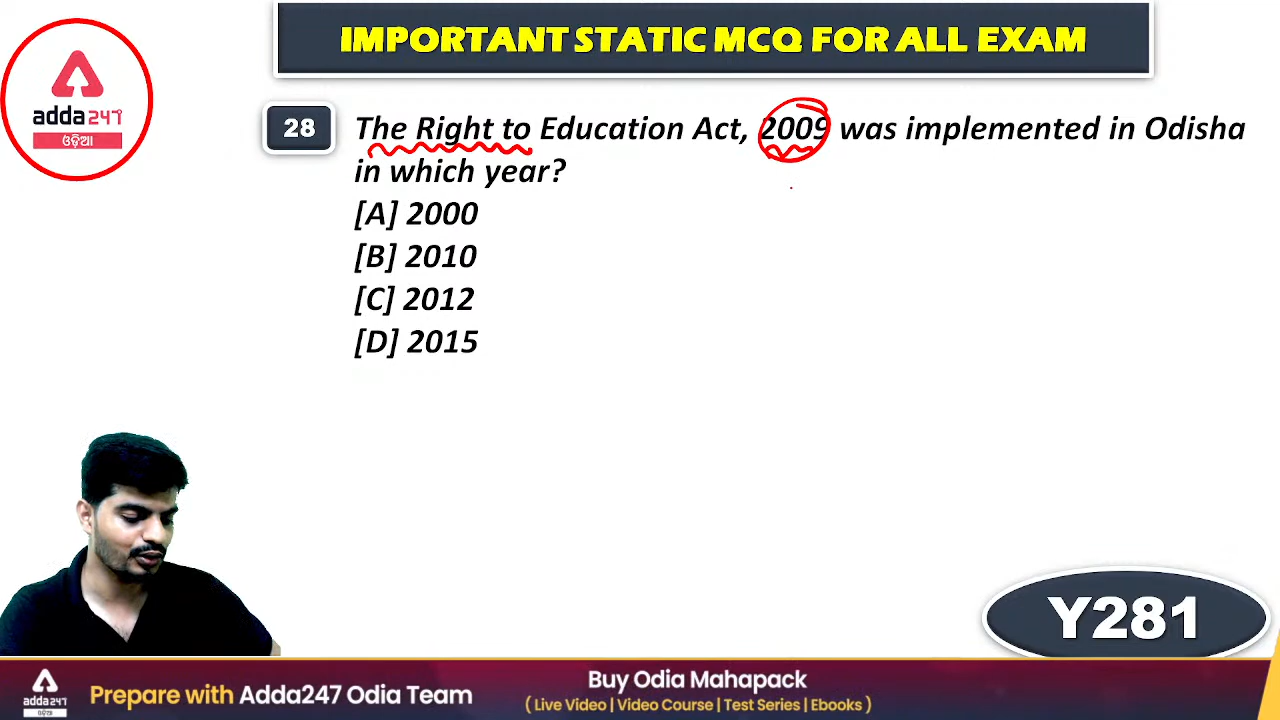 IMPORTANT STATIC MCQ FOR ALL EXAM
adda247
ଓଡ଼ିଆ
28
The Right to Education Act, 2009 was implemented in Odisha
in which year?
[A] 2000
[B] 2010
[C] 2012
[D] 2015
Y281
adda247
ଓଡ଼ିଆ
Prepare with Adda247 Odia Team
Buy Odia Mahapack
( Live Video | Video Course | Test Series | Ebooks )